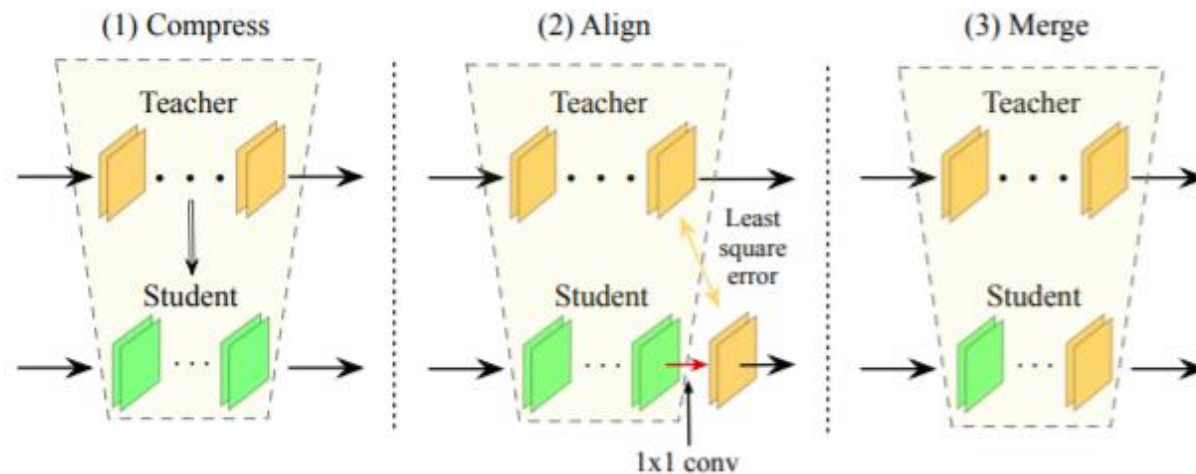 (1) Compress
(2) Align
(3) Merge
Teacher
Teacher
Teacher
Least
square
error
Student
Student
Student
1x1 conv